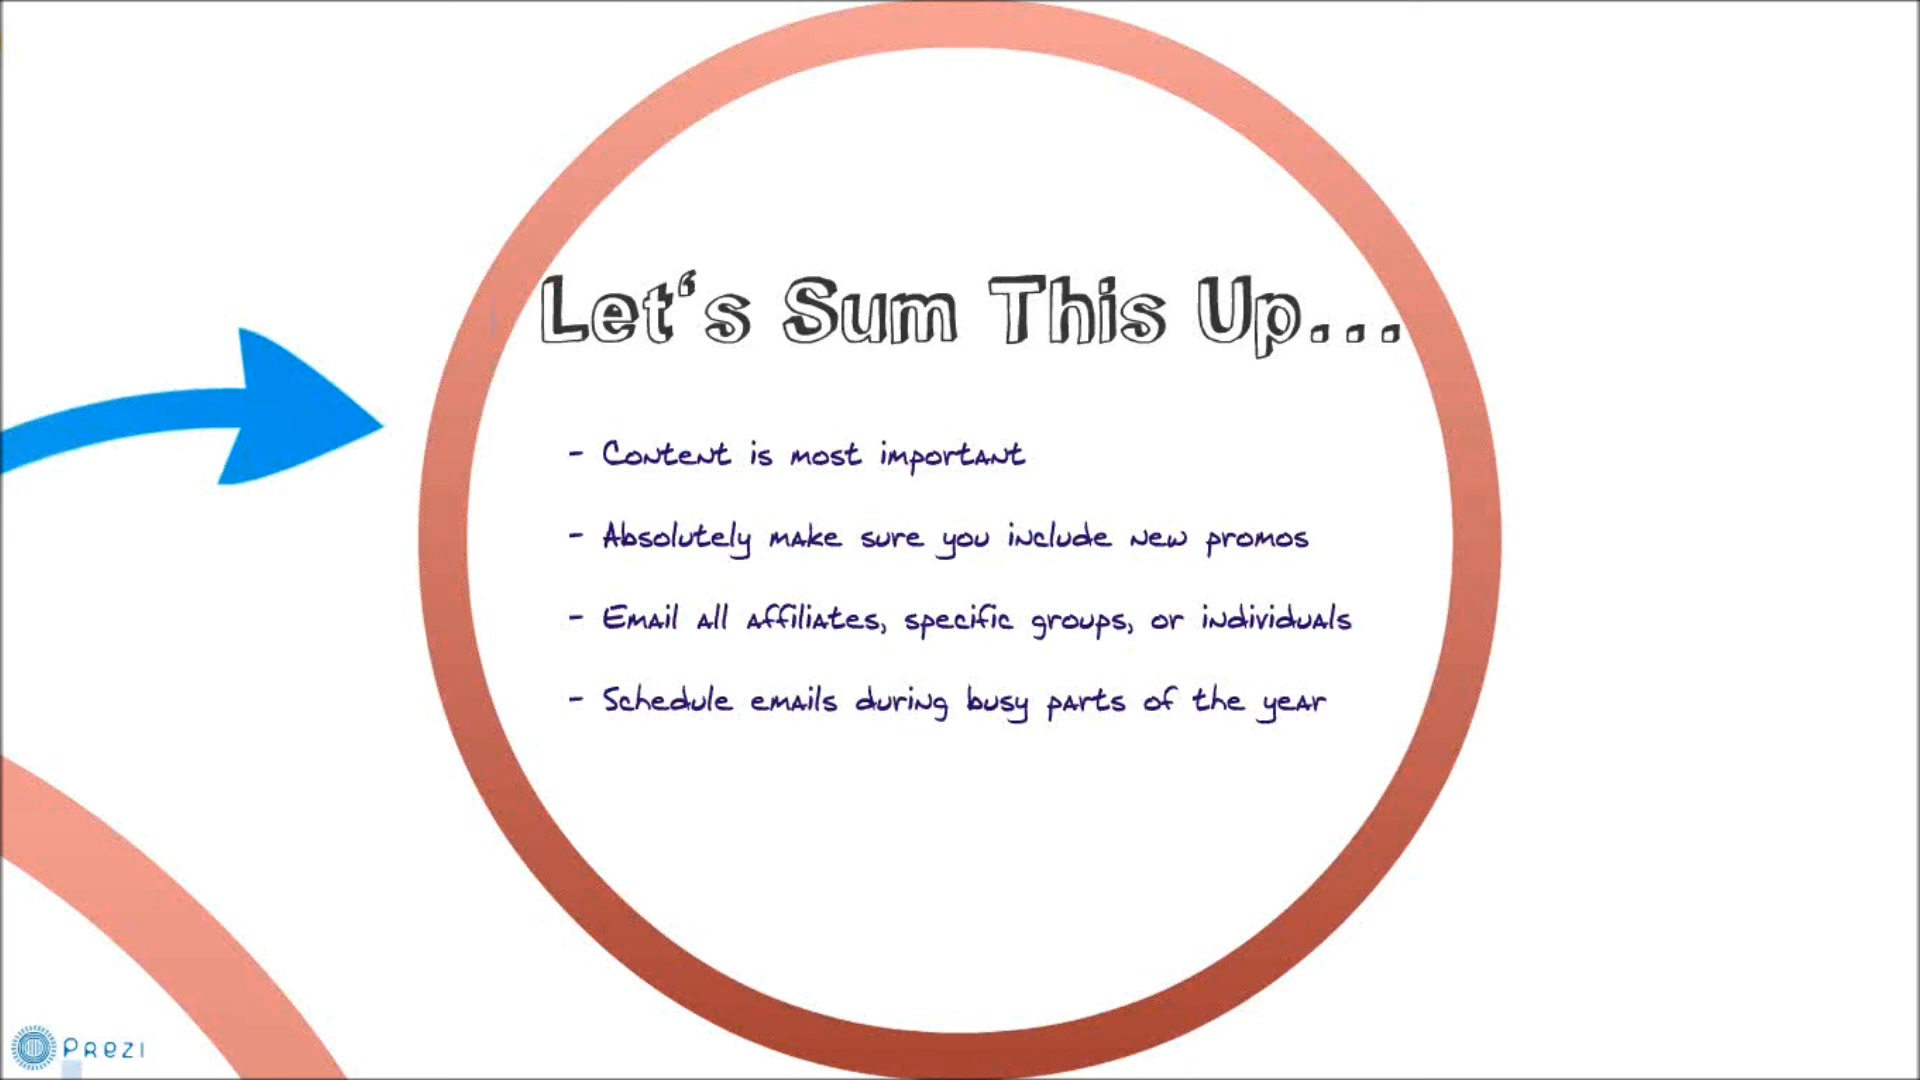 Let's Sum This Up...
- Content is most important
- Absolutely make sure you include new promos
- Email all affiliates, specific groups, or individuals
- Schedule emails during busy parts of the year
Prezi